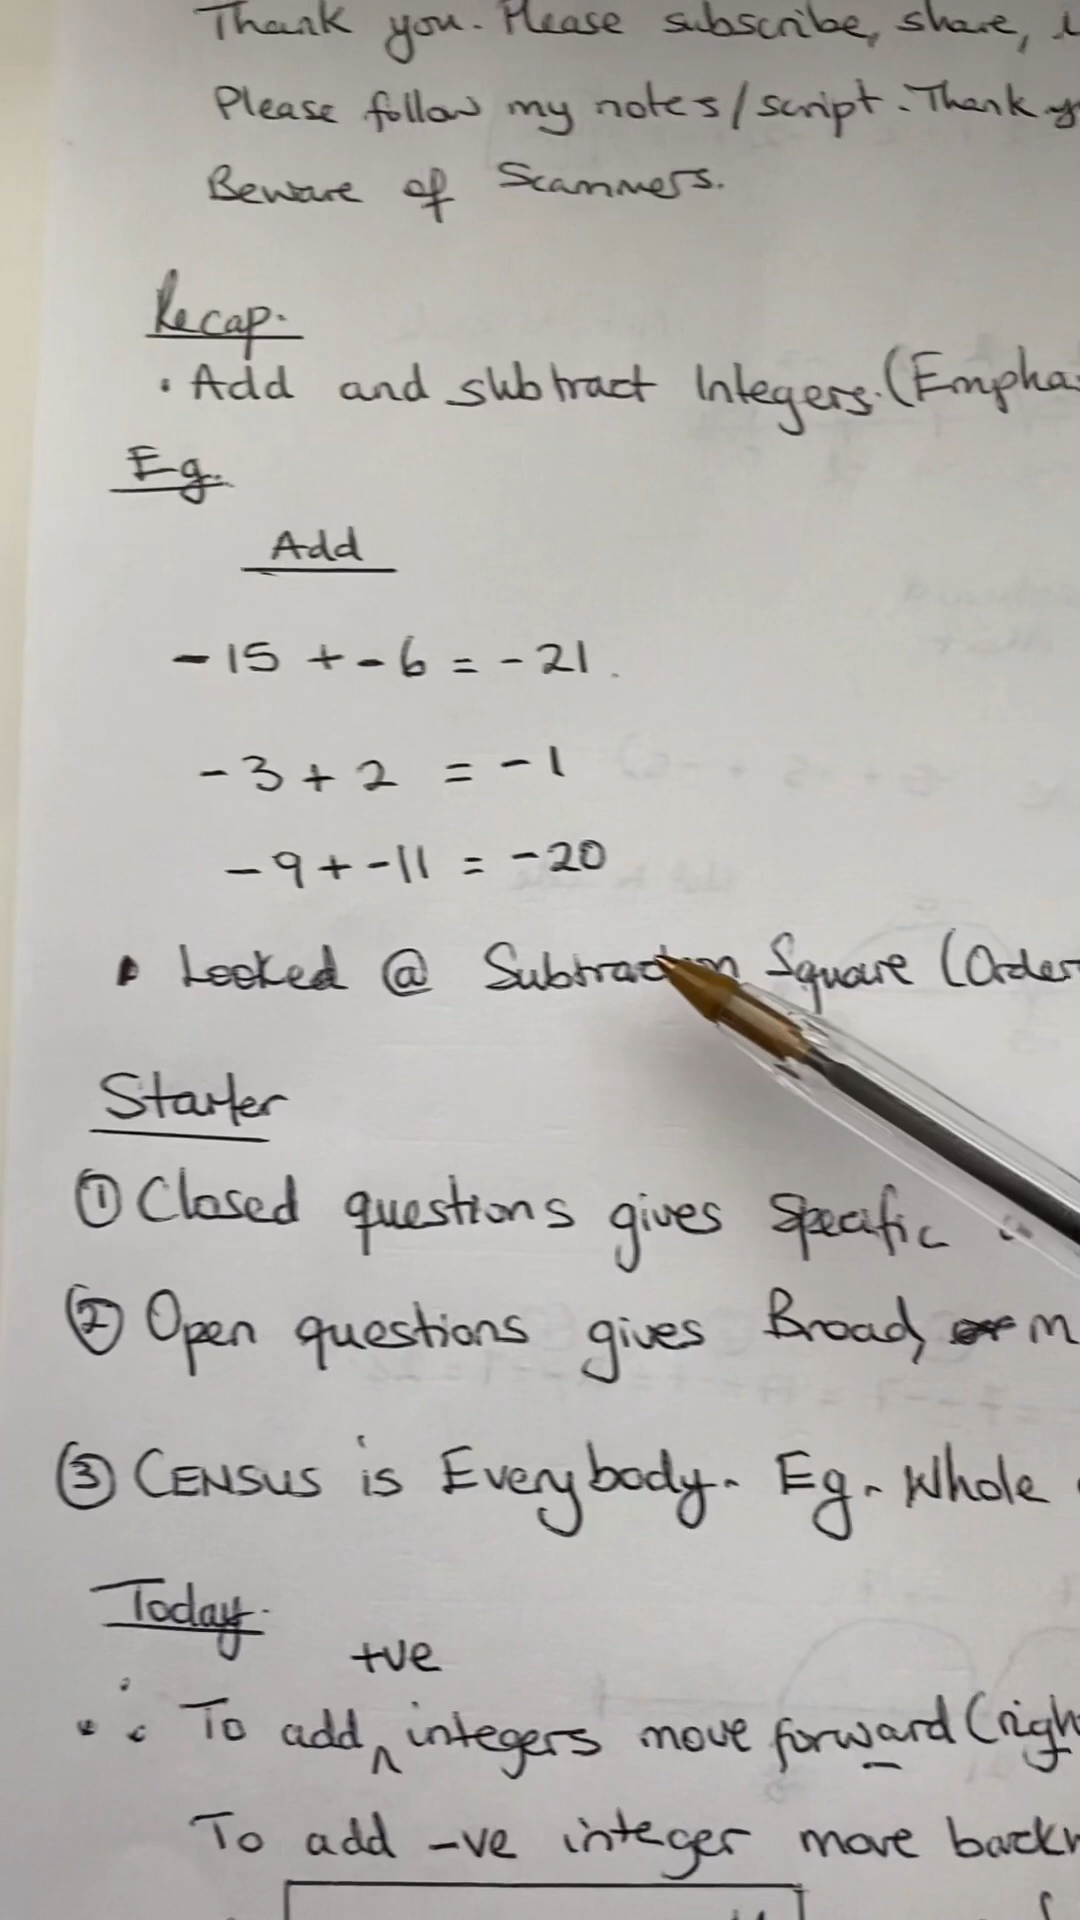 Thank you. Please subscribe, share,
Please follow my notes/script. Thank
Beware of Scammers.
Recap.
• Add and subtract Integers. (Empha
Eg.
Add
-15 + -6 = -21.
-3 + 2 = -1
-9 + -11 = -20
• Looked @ Subtraction Square (Order
Starter
① Closed questions gives Specific
② Open questions gives Broad, m
③ CENSUS is Everybody. Eg. Whole
Today.
+ve
To add ^ integers move forward (righ
To add -ve integer move backw